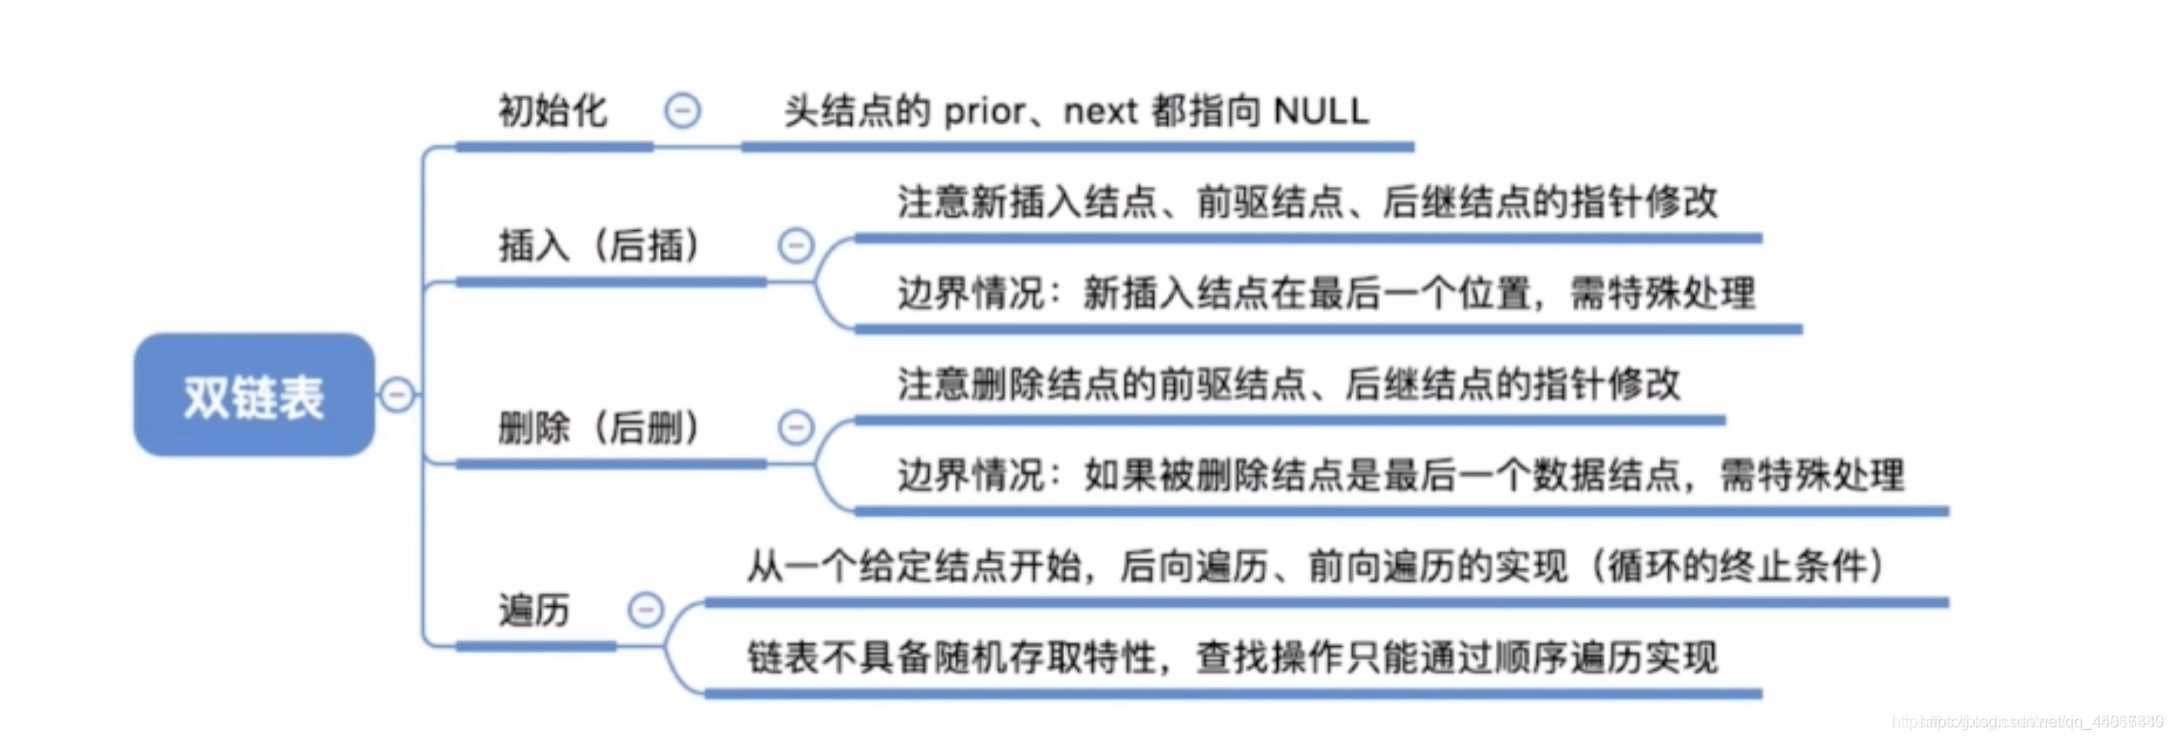 初始化
头结点的 prior、next 都指向 NULL
插入（后插）
注意新插入结点、前驱结点、后继结点的指针修改
边界情况：新插入结点在最后一个位置，需特殊处理
双链表
删除（后删）
注意删除结点的前驱结点、后继结点的指针修改
边界情况：如果被删除结点是最后一个数据结点，需特殊处理
遍历
从一个给定结点开始，后向遍历、前向遍历的实现（循环的终止条件）
链表不具备随机存取特性，查找操作只能通过顺序遍历实现